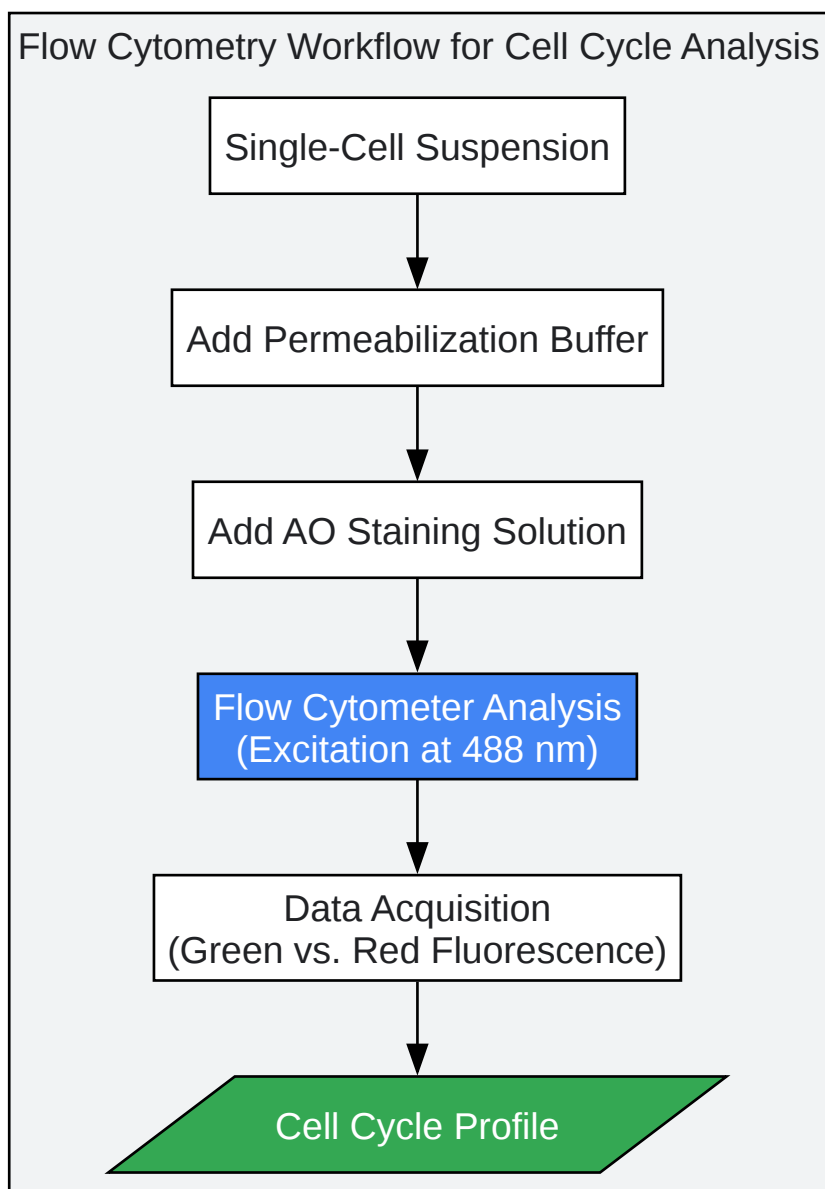 Flow Cytometry Workflow for Cell Cycle Analysis
Single-Cell Suspension
Add Permeabilization Buffer
Add AO Staining Solution
Flow Cytometer Analysis
(Excitation at 488 nm)
Data Acquisition
(Green vs. Red Fluorescence)
Cell Cycle Profile